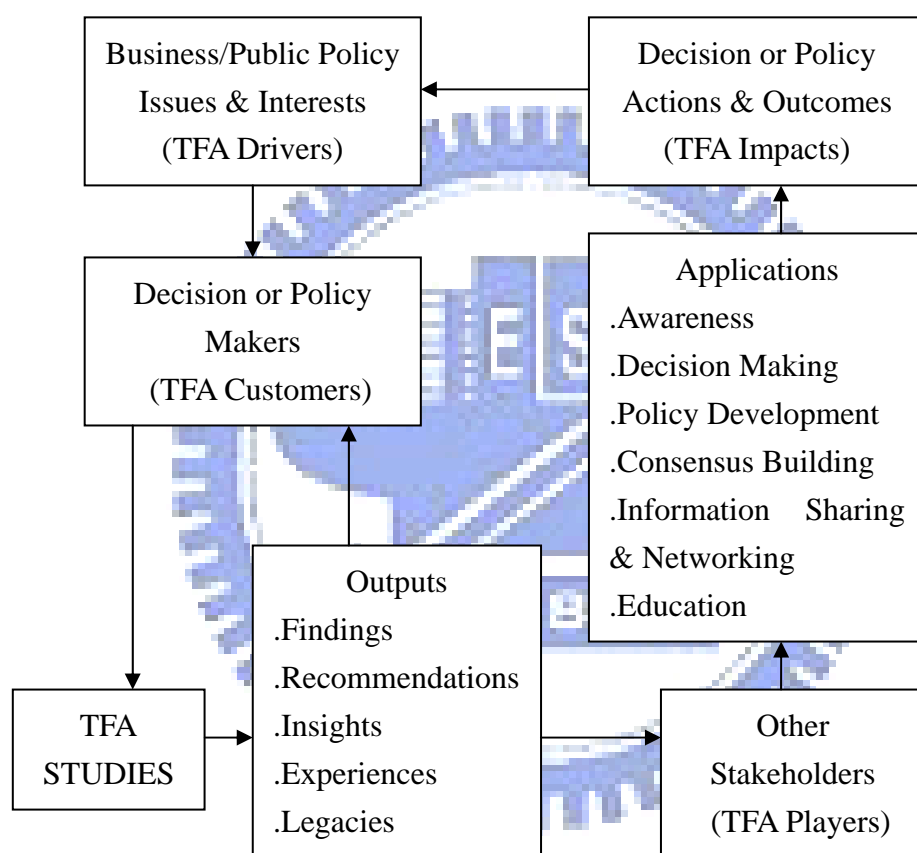 Business/Public Policy
Issues & Interests
(TFA Drivers)
Decision or Policy
Actions & Outcomes
(TFA Impacts)
Decision or Policy
Makers
(TFA Customers)
Applications
.Awareness
.Decision Making
.Policy Development
.Consensus Building
.Information Sharing
& Networking
.Education
Outputs
.Findings
.Recommendations
.Insights
.Experiences
.Legacies
TFA
STUDIES
Other
Stakeholders
(TFA Players)